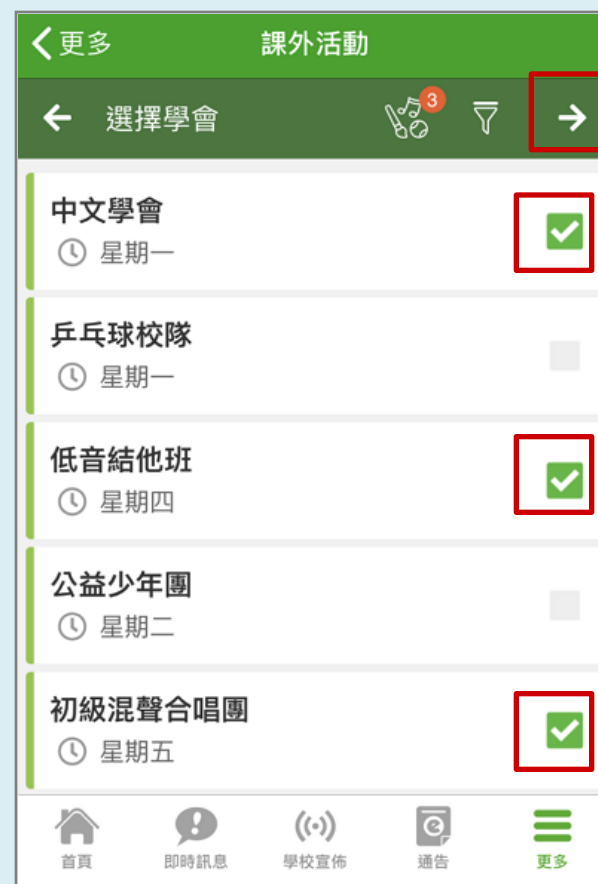 更多 課外活動
選擇學會 3
中文學會
星期一
乒乓球校隊
星期一
低音結他班
星期四
公益少年團
星期二
初級混聲合唱團
星期五
首頁 即時訊息 學校宣佈 通告 更多